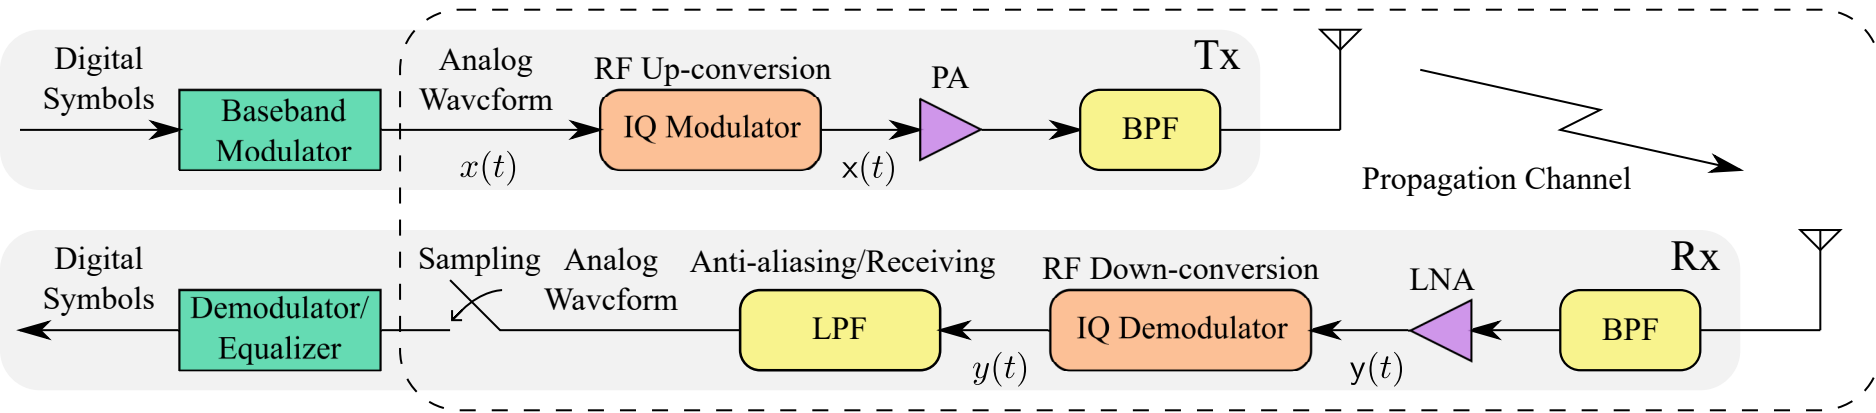 Digital
Symbols
Baseband
Modulator
Analog
Wavcform
x(t)
RF Up-conversion
IQ Modulator
x(t)
PA
BPF
Tx
Propagation Channel
Rx
BPF
LNA
y(t)
RF Down-conversion
IQ Demodulator
y(t)
Anti-aliasing/Receiving
LPF
Analog
Wavcform
Sampling
Demodulator/
Equalizer
Digital
Symbols